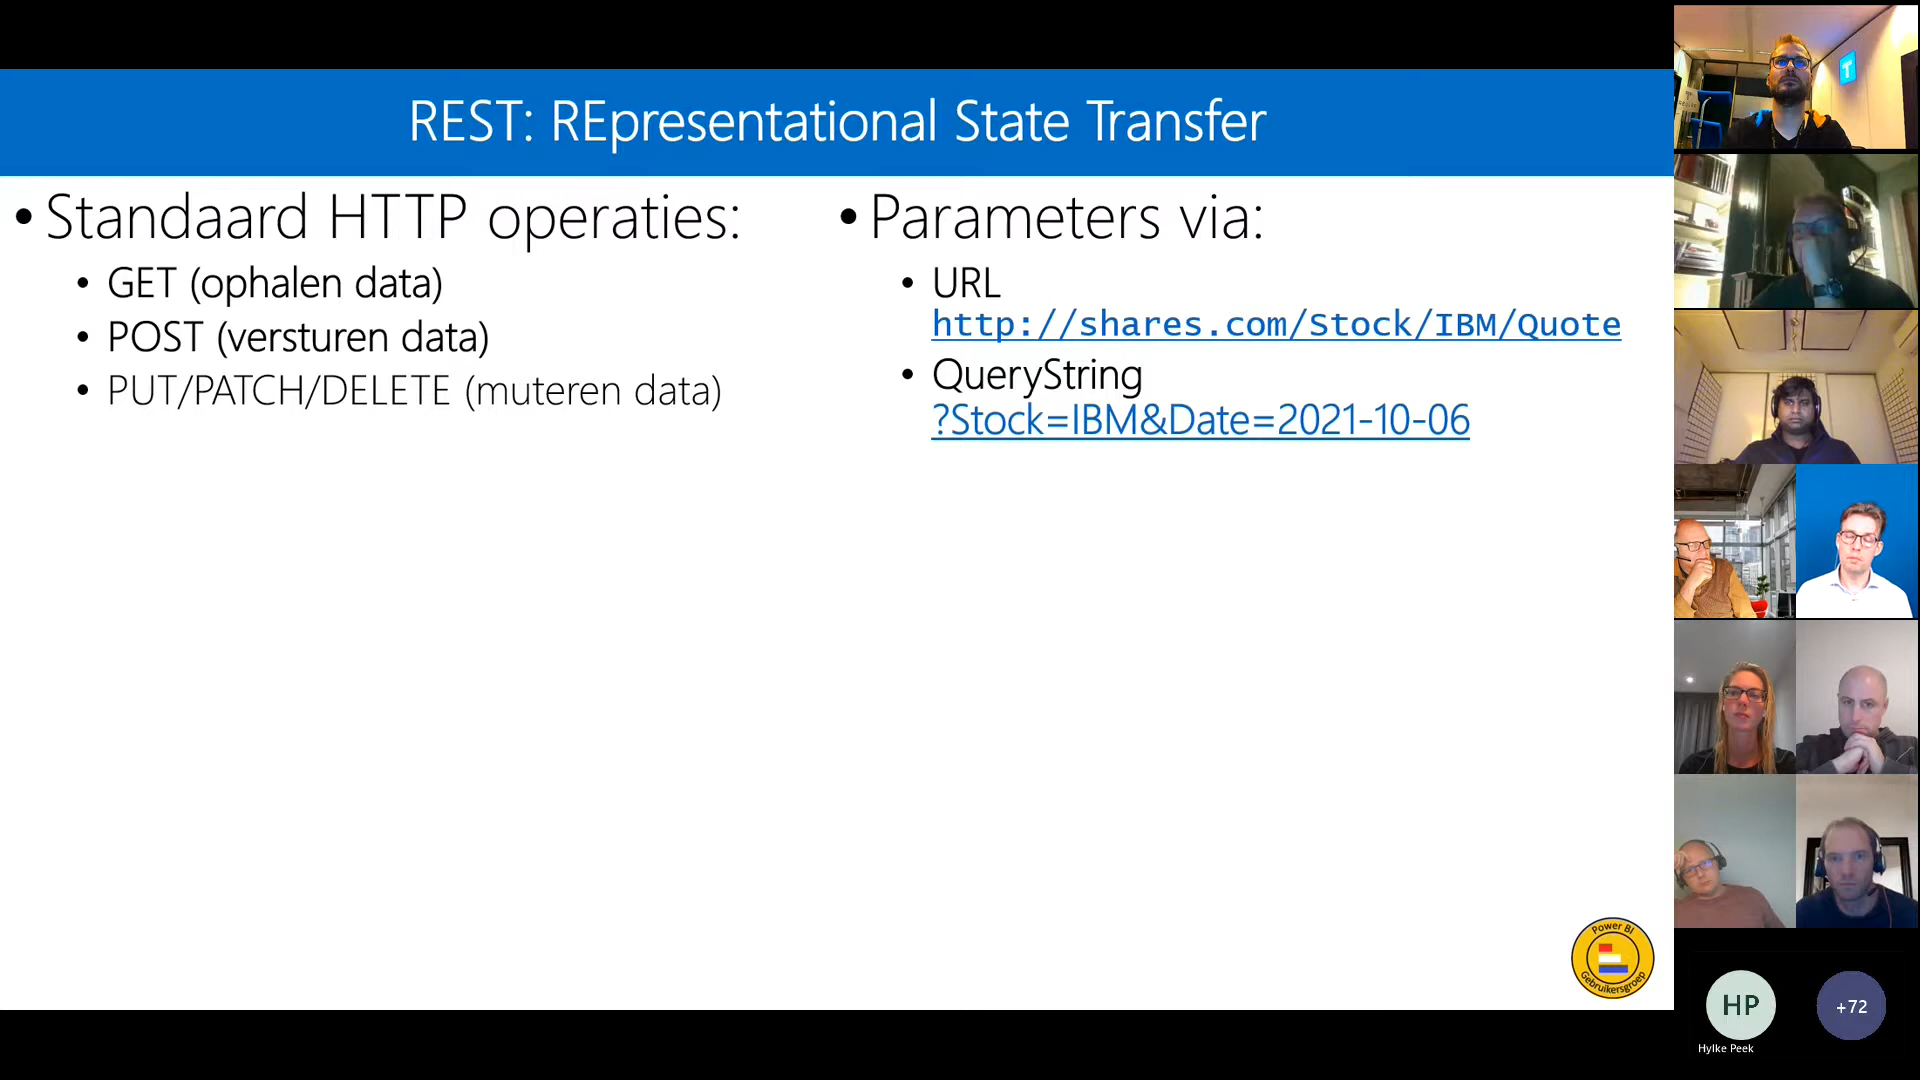 REST: REpresentational State Transfer
• Standaard HTTP operaties:
• GET (ophalen data)
• POST (versturen data)
• PUT/PATCH/DELETE (muteren data)
• Parameters via:
• URL
http://shares.com/Stock/IBM/Quote
• QueryString
?Stock=IBM&Date=2021-10-06
Power BI
Gebruikersgroep
T
HP
+72
Hylke Peek